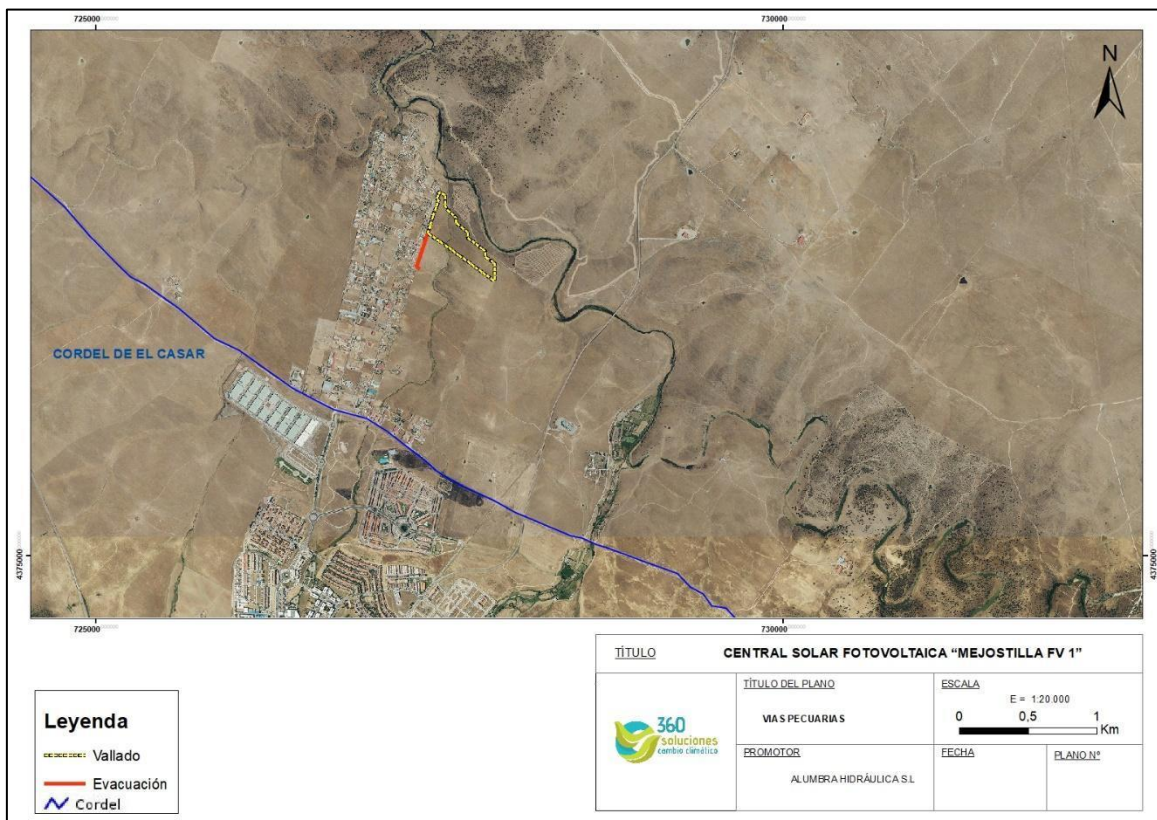 725000
730000
N
CORDEL DE EL CASAR
4375000
4375000
725000
730000
TÍTULO
CENTRAL SOLAR FOTOVOLTAICA “MEJOSTILLA FV 1”
360
soluciones
cambio climático
TÍTULO DEL PLANO
VIAS PECUARIAS
ESCALA
E = 1:20.000
0 0,5 1
Km
PROMOTOR
ALUMBRA HIDRÁULICA S.L
FECHA
PLANO Nº
Leyenda
Vallado
Evacuación
Cordel